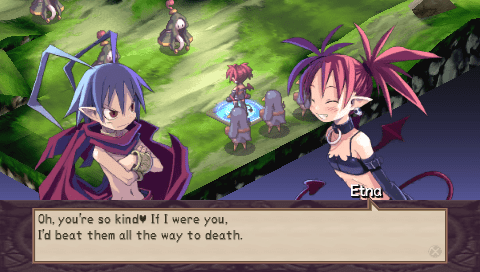 Etna
Oh, you're so kind♥ If I were you,
I'd beat them all the way to death.